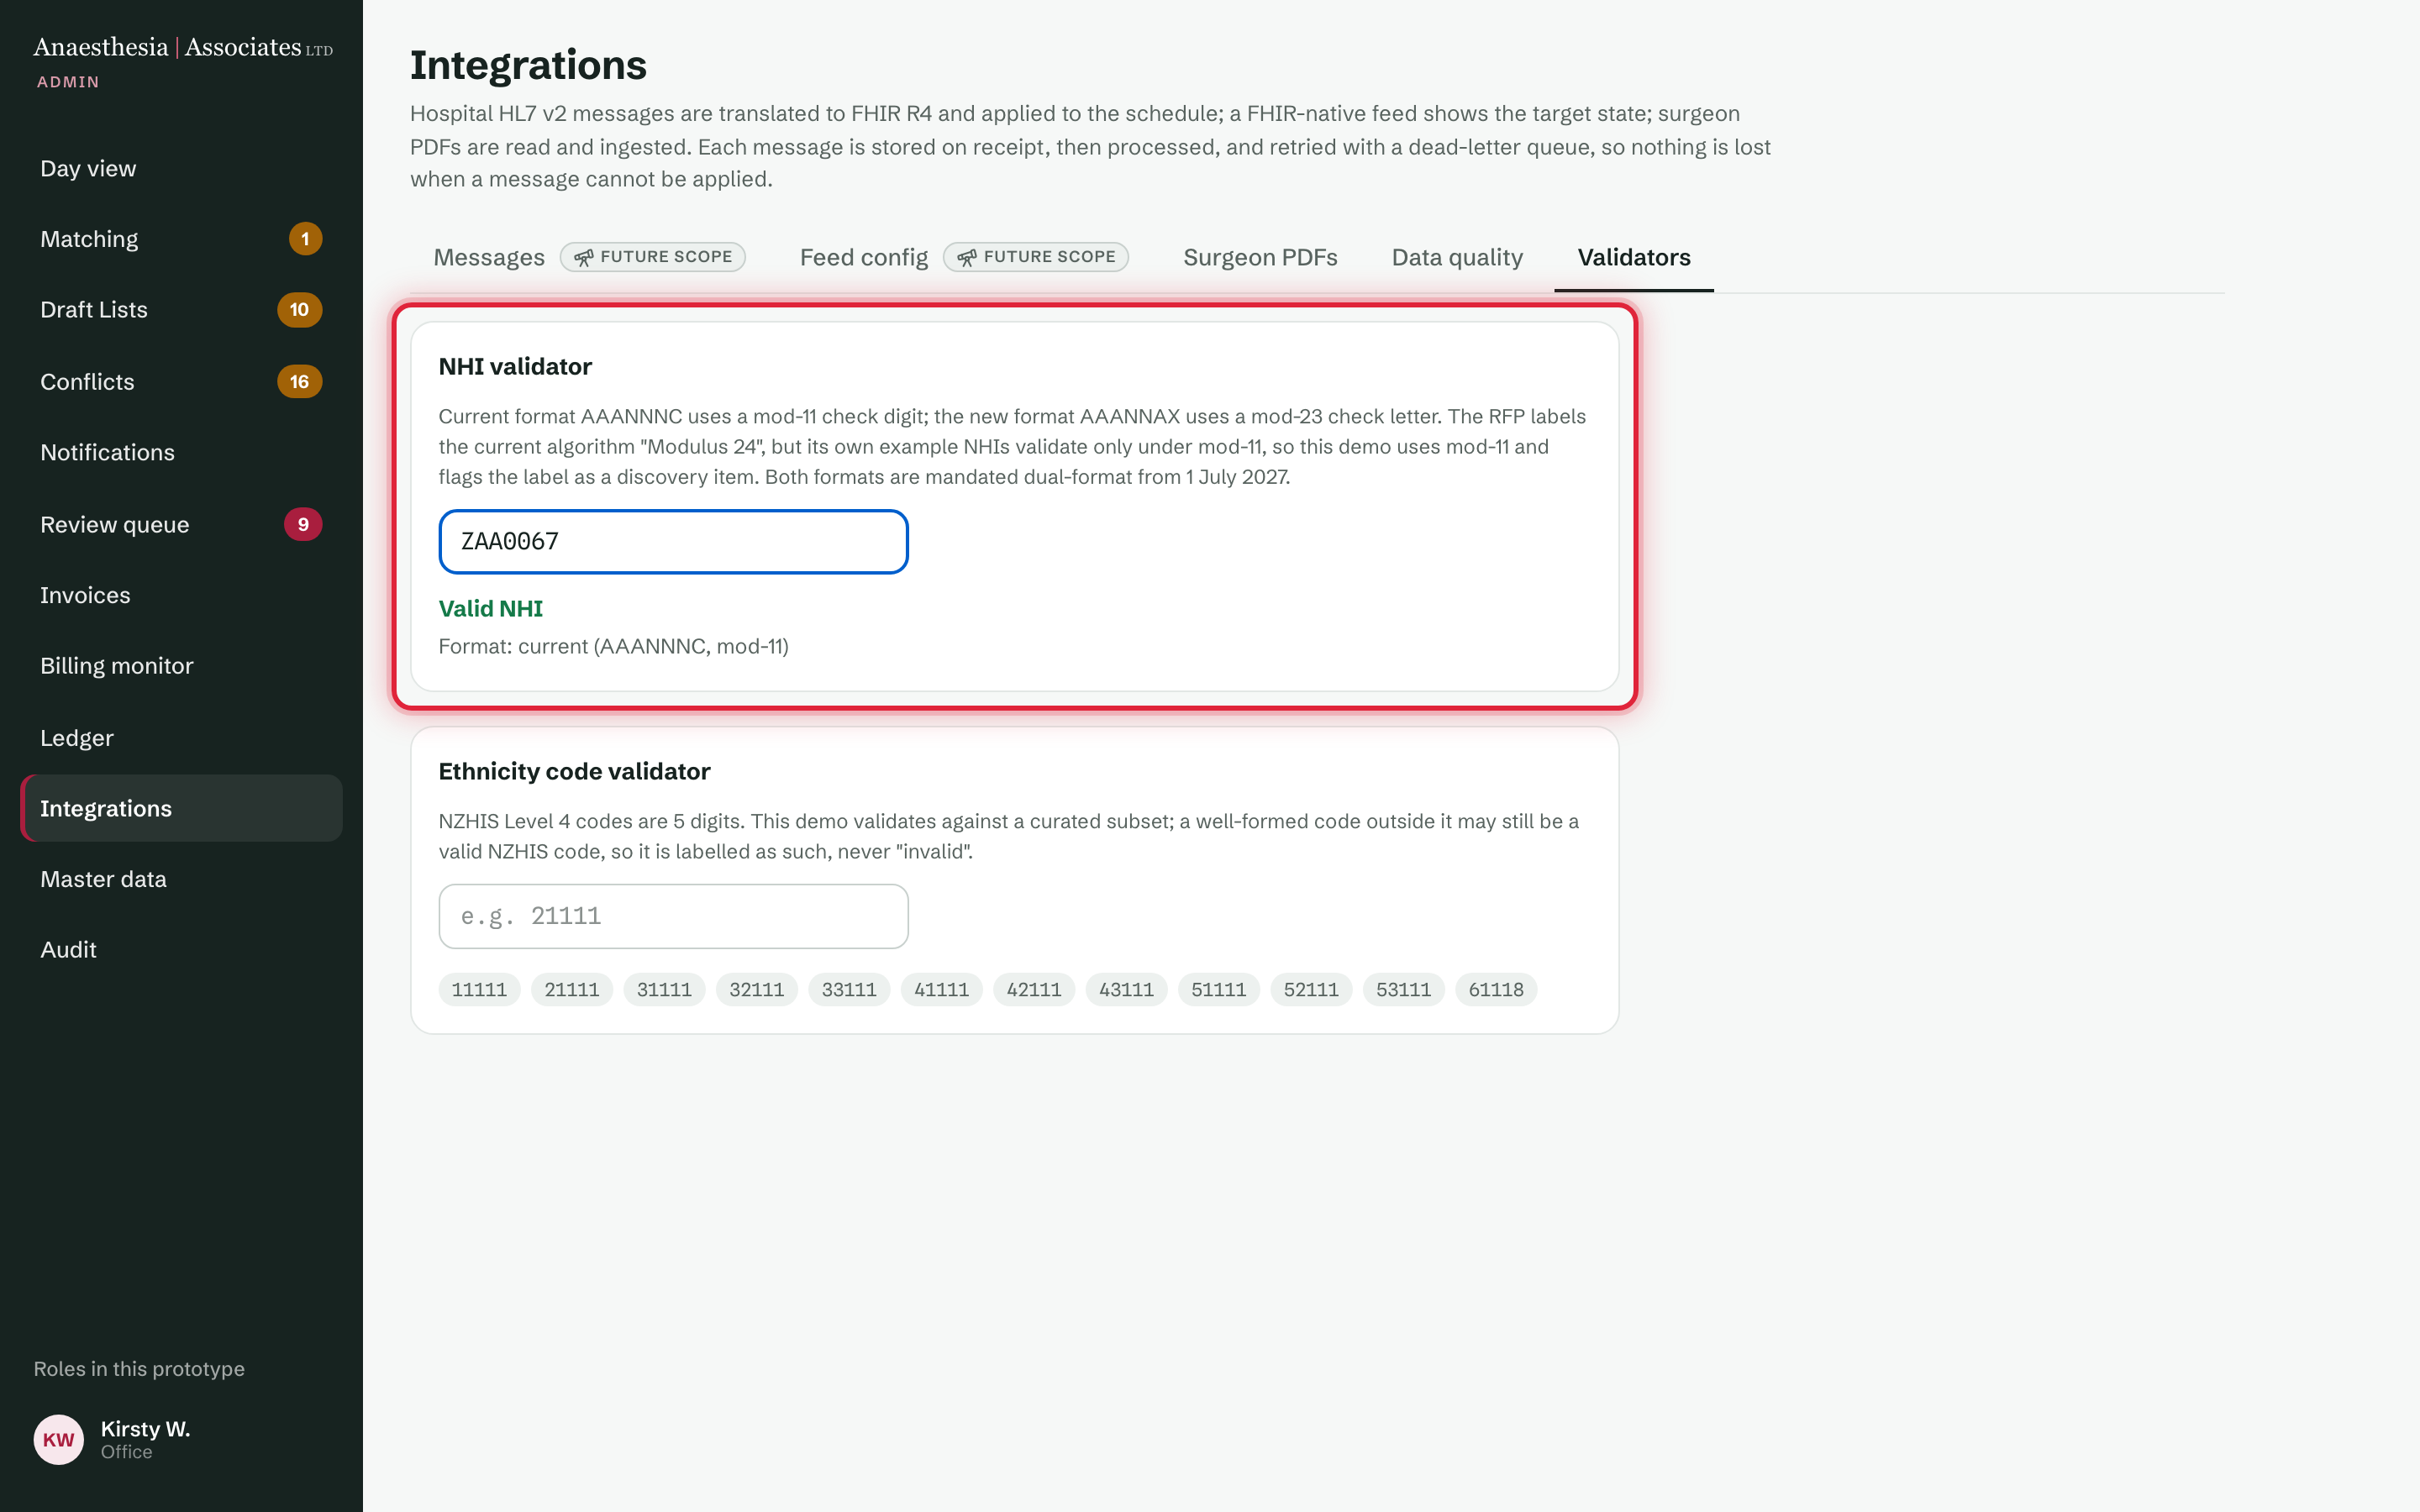 Anaesthesia | Associates LTD
ADMIN
Day view
Matching 1
Draft Lists 10
Conflicts 16
Notifications
Review queue 9
Invoices
Billing monitor
Ledger
Integrations
Master data
Audit
Roles in this prototype
KW Kirsty W.
Office
Integrations
Hospital HL7 v2 messages are translated to FHIR R4 and applied to the schedule; a FHIR-native feed shows the target state; surgeon
PDFs are read and ingested. Each message is stored on receipt, then processed, and retried with a dead-letter queue, so nothing is lost
when a message cannot be applied.
Messages FUTURE SCOPE Feed config FUTURE SCOPE Surgeon PDFs Data quality Validators
NHI validator
Current format AAANNNC uses a mod-11 check digit; the new format AAANNAX uses a mod-23 check letter. The RFP labels
the current algorithm "Modulus 24", but its own example NHIs validate only under mod-11, so this demo uses mod-11 and
flags the label as a discovery item. Both formats are mandated dual-format from 1 July 2027.
ZAA0067
Valid NHI
Format: current (AAANNNC, mod-11)
Ethnicity code validator
NZHIS Level 4 codes are 5 digits. This demo validates against a curated subset; a well-formed code outside it may still be a
valid NZHIS code, so it is labelled as such, never "invalid".
e.g. 21111
11111 21111 31111 32111 33111 41111 42111 43111 51111 52111 53111 61118